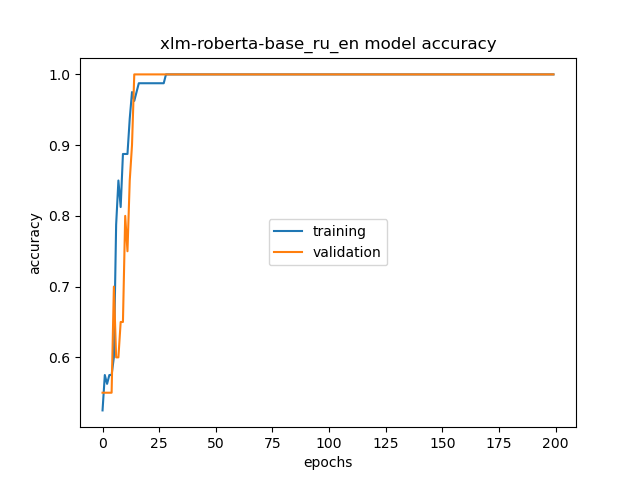 xlm-roberta-base_ru_en model accuracy
1.0
0.9
0.8
0.7
0.6
accuracy
training
validation
0 25 50 75 100 125 150 175 200
epochs